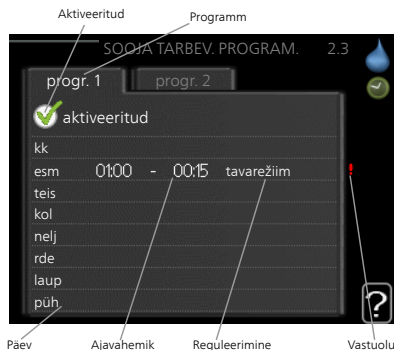 Aktiveeritud
Programm
SOOJA TARBEV. PROGRAM. 2.3
progr. 1 progr. 2
aktiveeritud
kk
esm 01:00 - 00:15 tavarežiim
!
teis
kol
nelj
rde
laup
püh
?
Päev Ajavahemik Reguleerimine Vastuolu